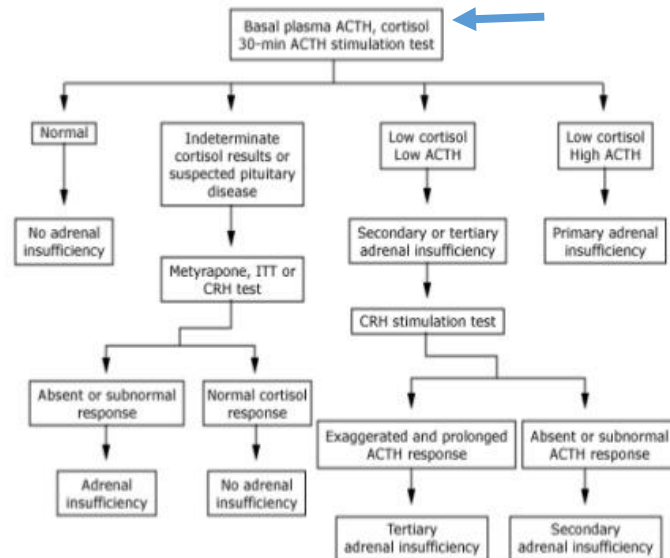 Basal plasma ACTH, cortisol
30-min ACTH stimulation test
Normal
Indeterminate
cortisol results or
suspected pituitary
disease
Low cortisol
Low ACTH
Low cortisol
High ACTH
No adrenal
insufficiency
Secondary or tertiary
adrenal insufficiency
Primary adrenal
insufficiency
Metyrapone, ITT or
CRH test
CRH stimulation test
Absent or subnormal
response
Normal cortisol
response
Exaggerated and prolonged
ACTH response
Absent or subnormal
ACTH response
Adrenal
insufficiency
No adrenal
insufficiency
Tertiary
adrenal insufficiency
Secondary
adrenal insufficiency